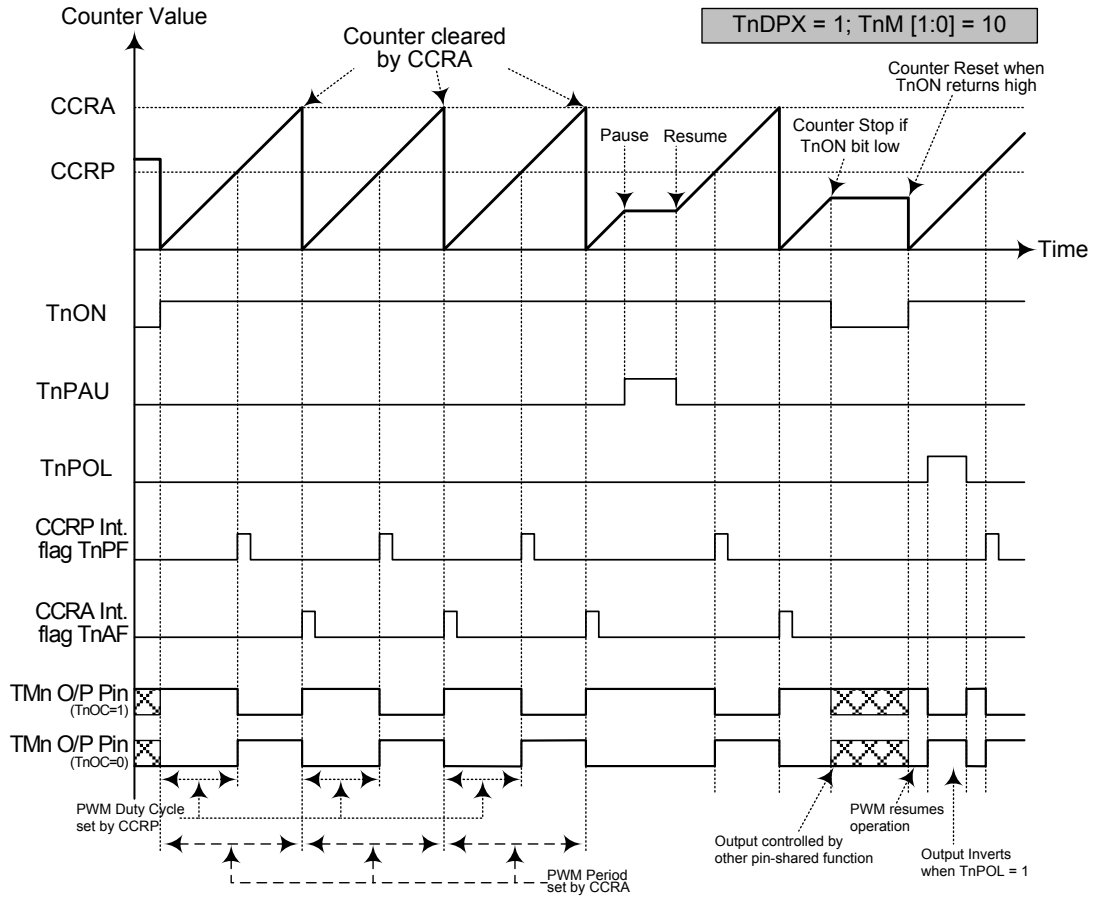 Counter Value
TnDPX = 1; TnM [1:0] = 10
Counter cleared
by CCRA
Counter Reset when
TnON returns high
CCRA
Pause
Resume
Counter Stop if
TnON bit low
CCRP
Time
TnON
TnPAU
TnPOL
CCRP Int.
flag TnPF
CCRA Int.
flag TnAF
TMn O/P Pin
(TnOC=1)
TMn O/P Pin
(TnOC=0)
PWM Duty Cycle
set by CCRP
PWM resumes
operation
Output controlled by
other pin-shared function
Output Inverts
when TnPOL = 1
PWM Period
set by CCRA